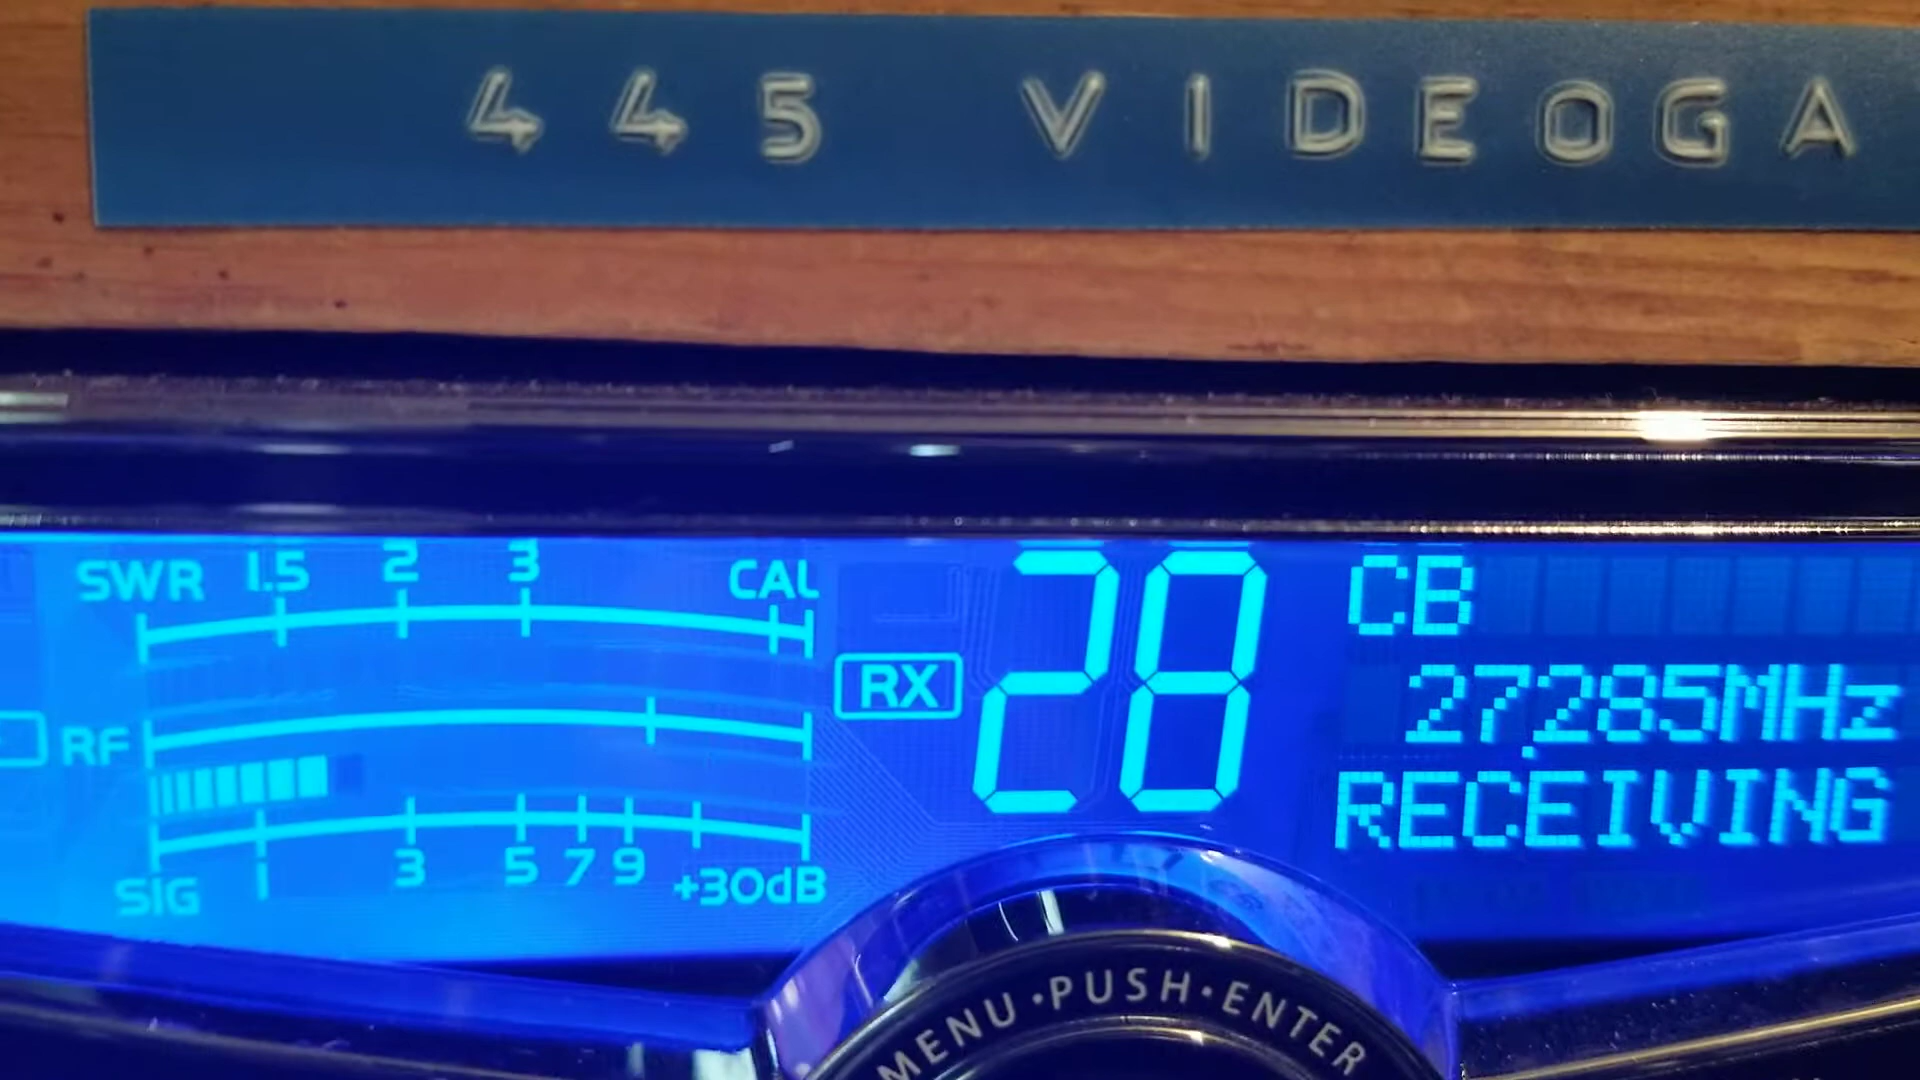 445 VIDEOGA
SWR 1.5 2 3 CAL
RF
SIG 1 3 5 7 9 +30dB
RX
28
CB
27.285MHz
RECEIVING
MENU·PUSH·ENTER